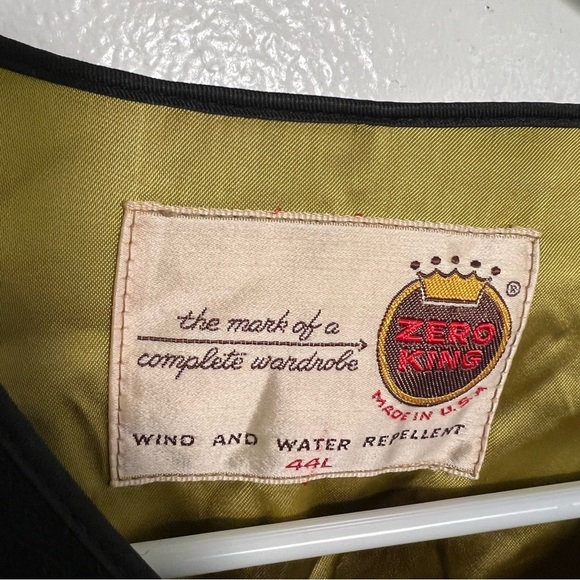 the mark of a
complete wardrobe
ZERO
KING
®
MADE IN U.S.A
WIND AND WATER REPELLENT
44L